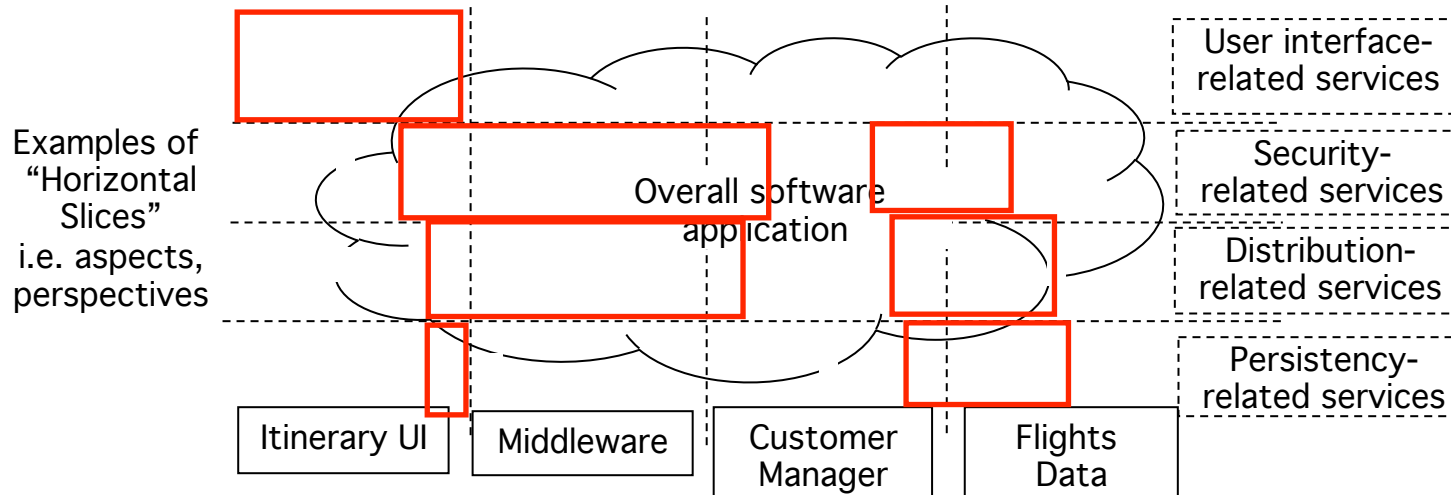 User interface-
related services
Examples of
“Horizontal
Slices”
i.e. aspects,
perspectives
Security-
related services
Overall software
application
Distribution-
related services
Persistency-
related services
Itinerary UI
Middleware
Customer
Manager
Flights
Data